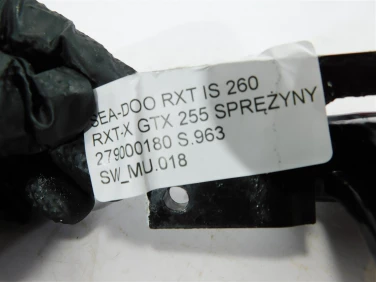 SEA-DOO RXT IS 260
RXT-X GTX 255 SPRĘŻYNY
279000180 S.963
SW_MU.018